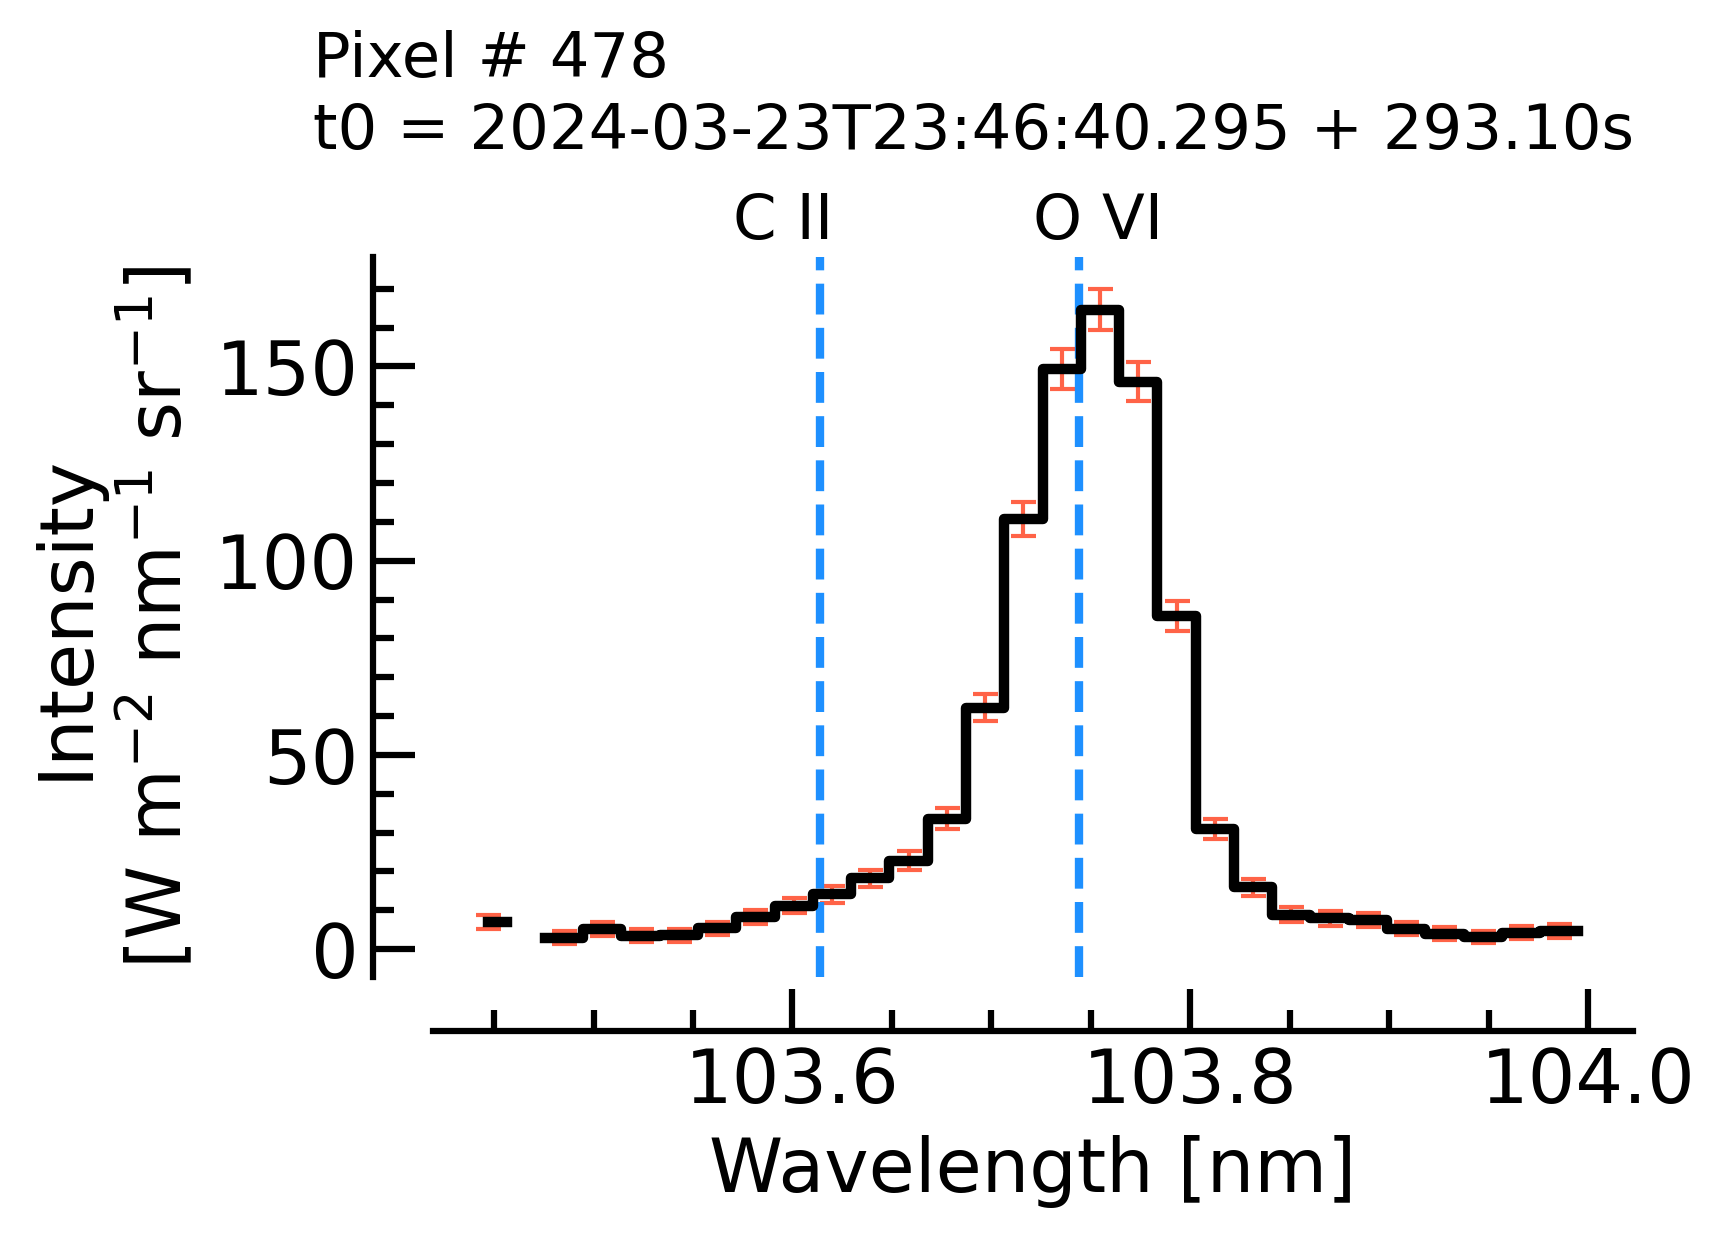 Pixel # 478
t0 = 2024-03-23T23:46:40.295 + 293.10s
C II O VI
Intensity
[W m⁻² nm⁻¹ sr⁻¹]
150
100
50
0
103.6 103.8 104.0
Wavelength [nm]